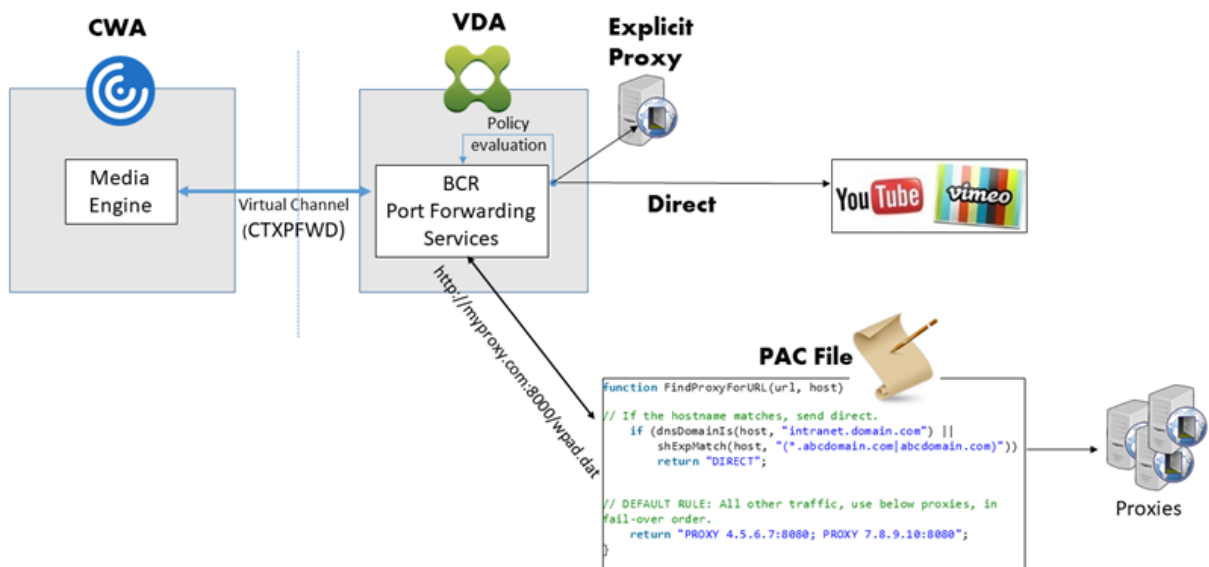 CWA
VDA
Explicit
Proxy
Policy
evaluation
Media
Engine
Virtual Channel
(CTXPFWD)
BCR
Port Forwarding
Services
Direct
You Tube
vimeo
http://myproxy.com:8000/wpad.dat
PAC File
function FindProxyForURL(url, host)
// If the hostname matches, send direct.
if (dnsDomainIs(host, "intranet.domain.com") ||
shExpMatch(host, "(*.abcdomain.com|abcdomain.com)"))
return "DIRECT";
// DEFAULT RULE: All other traffic, use below proxies, in
fail-over order.
return "PROXY 4.5.6.7:8080; PROXY 7.8.9.10:8080";
}
Proxies